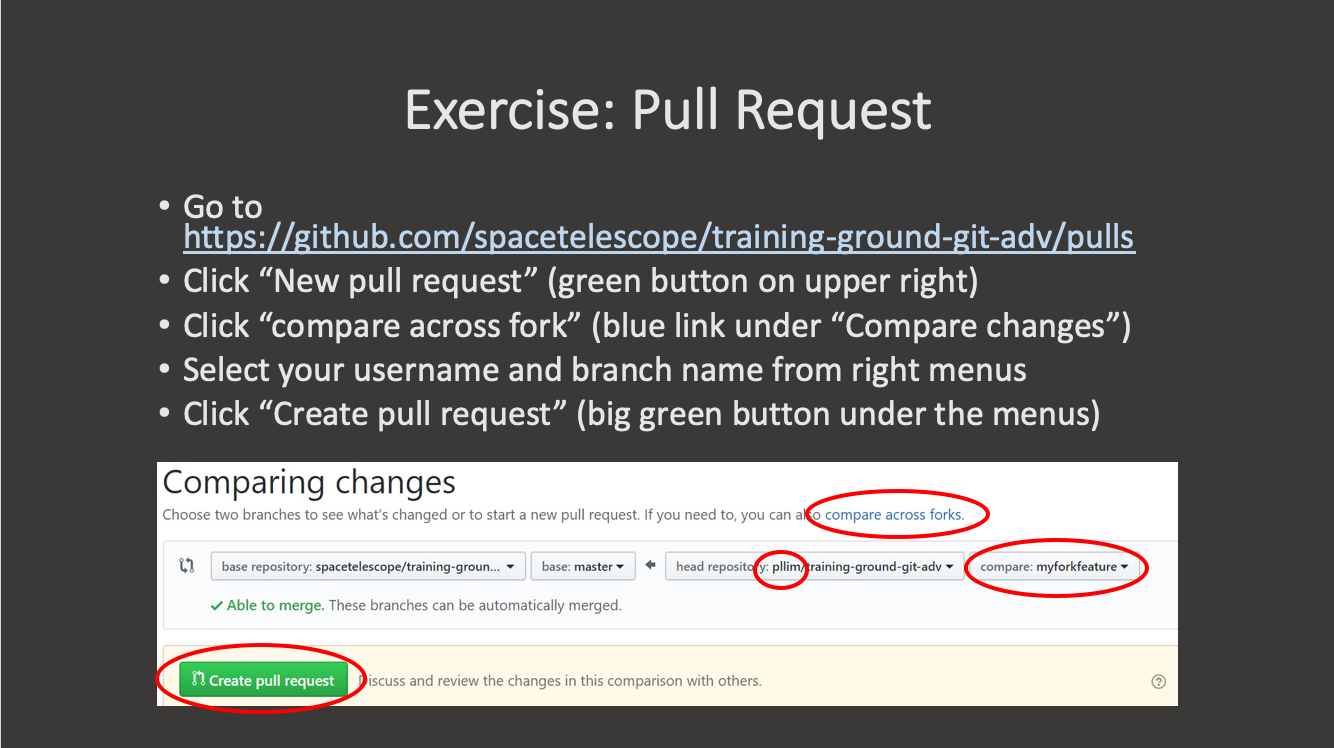 Exercise: Pull Request
• Go to
https://github.com/spacetelescope/training-ground-git-adv/pulls
• Click “New pull request” (green button on upper right)
• Click “compare across fork” (blue link under “Compare changes”)
• Select your username and branch name from right menus
• Click “Create pull request” (big green button under the menus)
Comparing changes
Choose two branches to see what’s changed or to start a new pull request. If you need to, you can also compare across forks.
base repository: spacetelescope/training-groun... base: master head repository: pllim/training-ground-git-adv compare: myforkfeature
Able to merge. These branches can be automatically merged.
Create pull request Discuss and review the changes in this comparison with others.